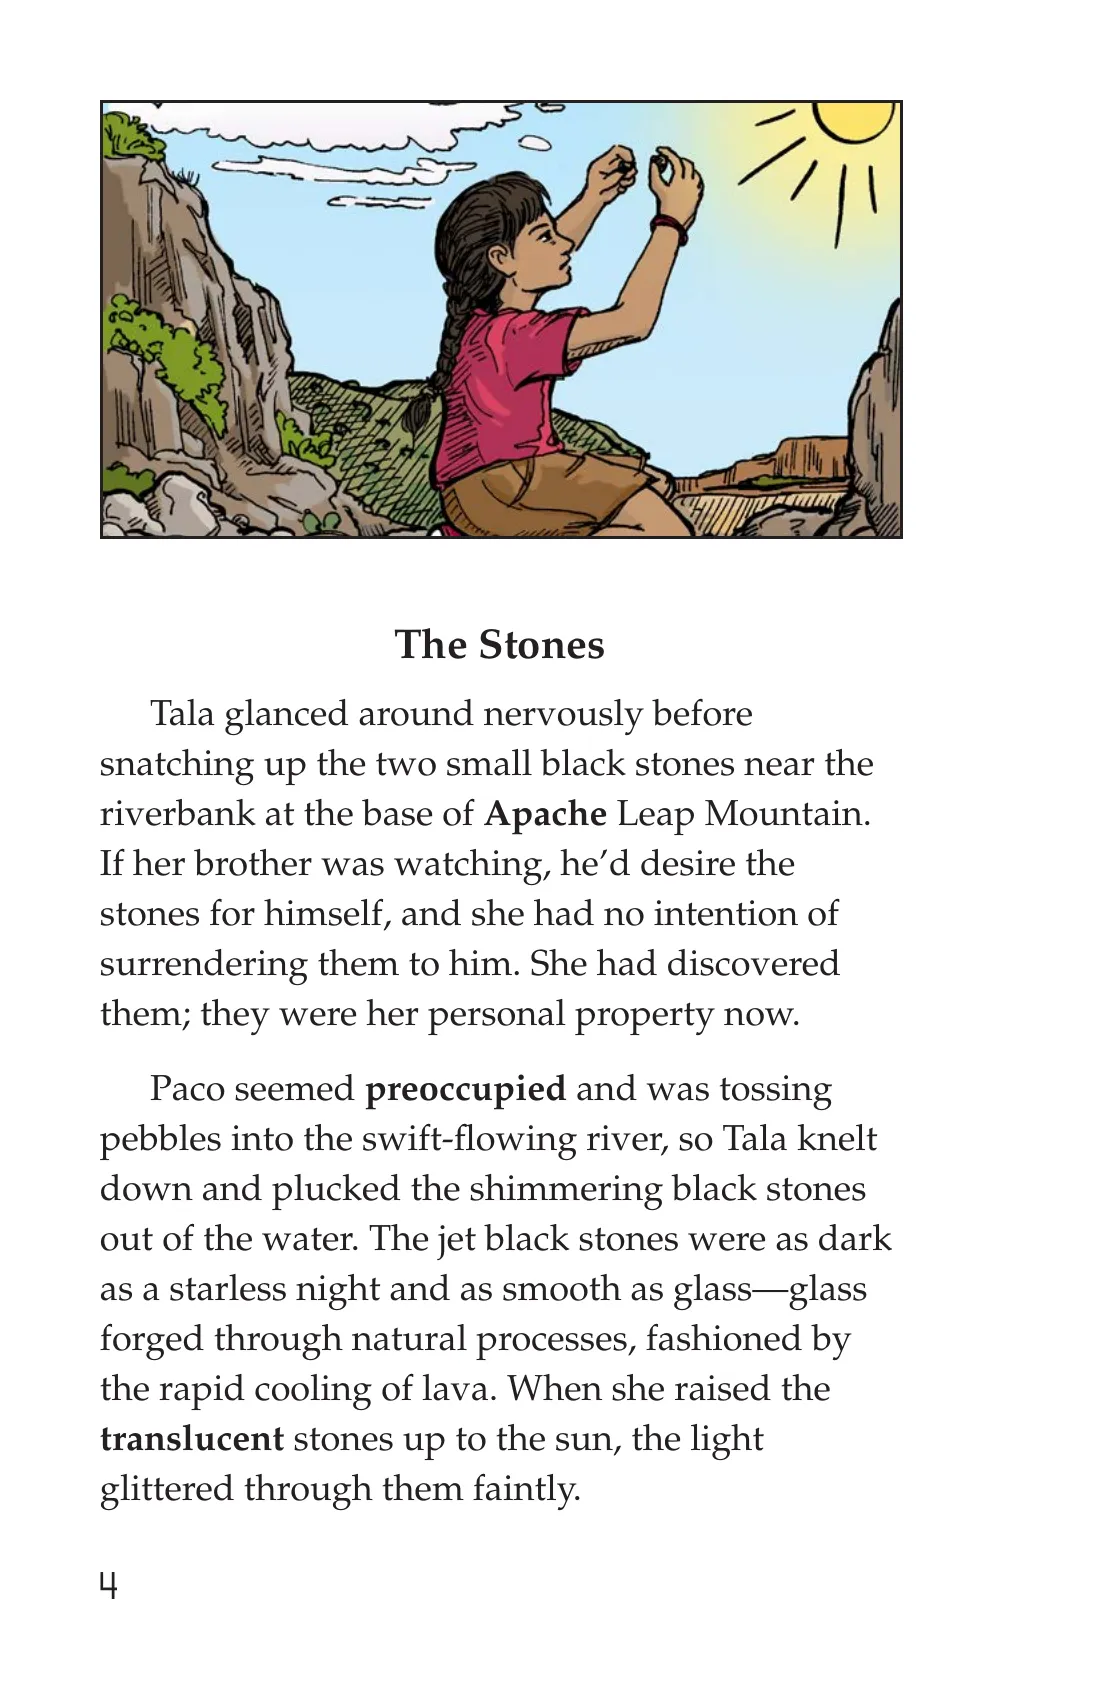 The Stones
Tala glanced around nervously before
snatching up the two small black stones near the
riverbank at the base of Apache Leap Mountain.
If her brother was watching, he’d desire the
stones for himself, and she had no intention of
surrendering them to him. She had discovered
them; they were her personal property now.
Paco seemed preoccupied and was tossing
pebbles into the swift-flowing river, so Tala knelt
down and plucked the shimmering black stones
out of the water. The jet black stones were as dark
as a starless night and as smooth as glass—glass
forged through natural processes, fashioned by
the rapid cooling of lava. When she raised the
translucent stones up to the sun, the light
glittered through them faintly.
4